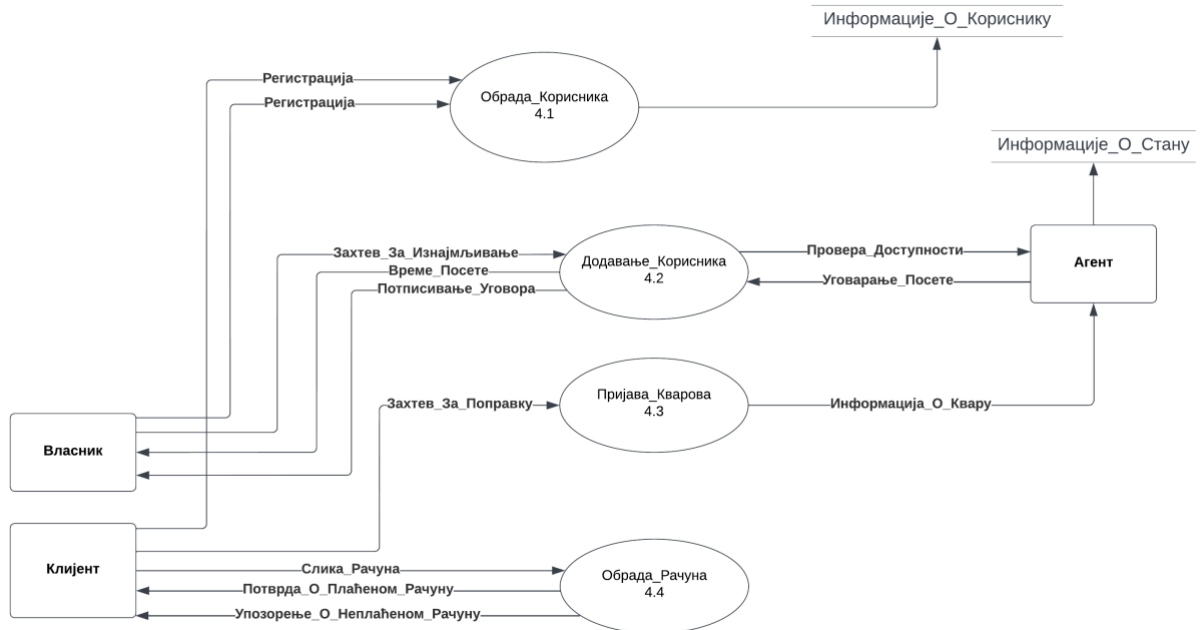 Информације_О_Кориснику
Регистрација
Регистрација
Обрада_Корисника
4.1
Информације_О_Стану
Захтев_За_Изнајмљивање
Време_Посете
Потписивање_Уговора
Додавање_Корисника
4.2
Провера_Доступности
Уговарање_Посете
Агент
Захтев_За_Поправку
Пријава_Кварова
4.3
Информација_О_Квару
Власник
Клијент
Слика_Рачуна
Потврда_О_Плаћеном_Рачуну
Упозорење_О_Неплаћеном_Рачуну
Обрада_Рачуна
4.4